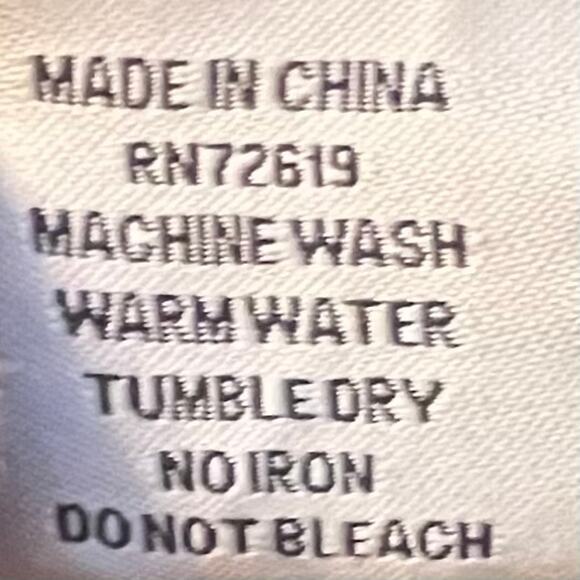 MADE IN CHINA
RN72619
MACHINE WASH
WARM WATER
TUMBLE DRY
NO IRON
DO NOT BLEACH